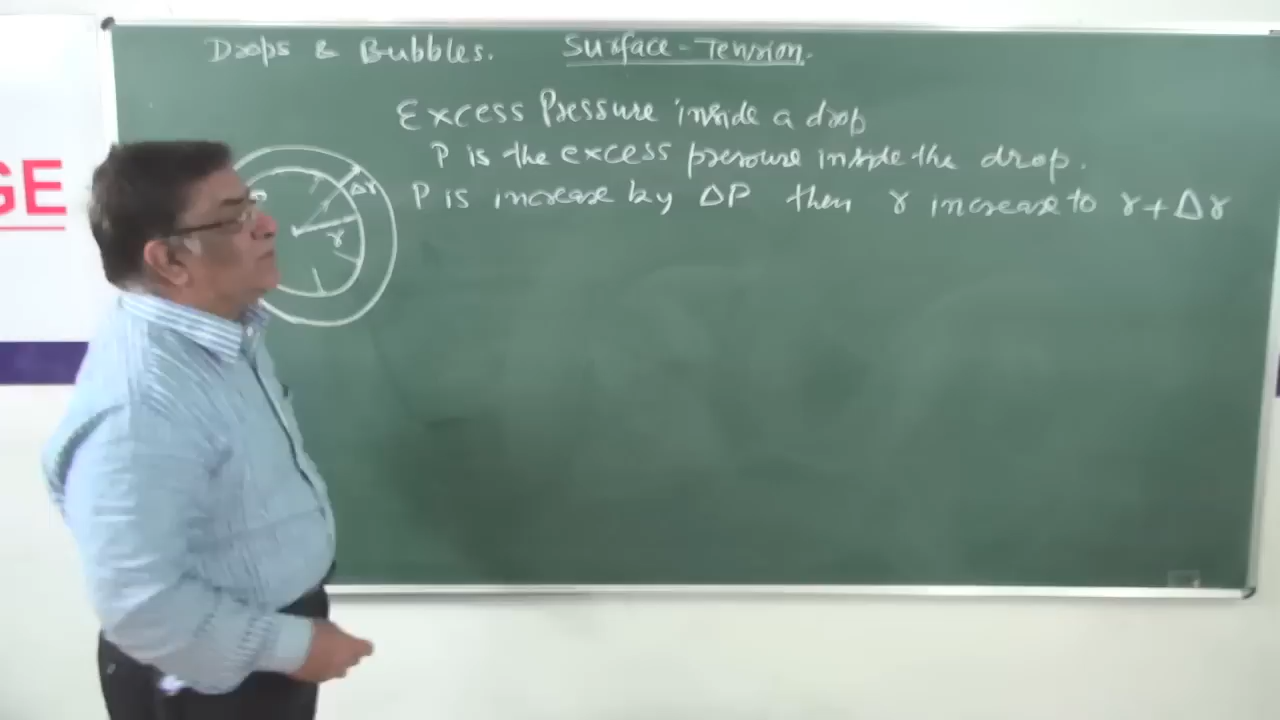 Drops & Bubbles. Surface-Tension.
Excess Pressure inside a drop
P is the excess pressure inside the drop.
P is increase by ΔP then r increase to r + Δr
Δr
r
GE